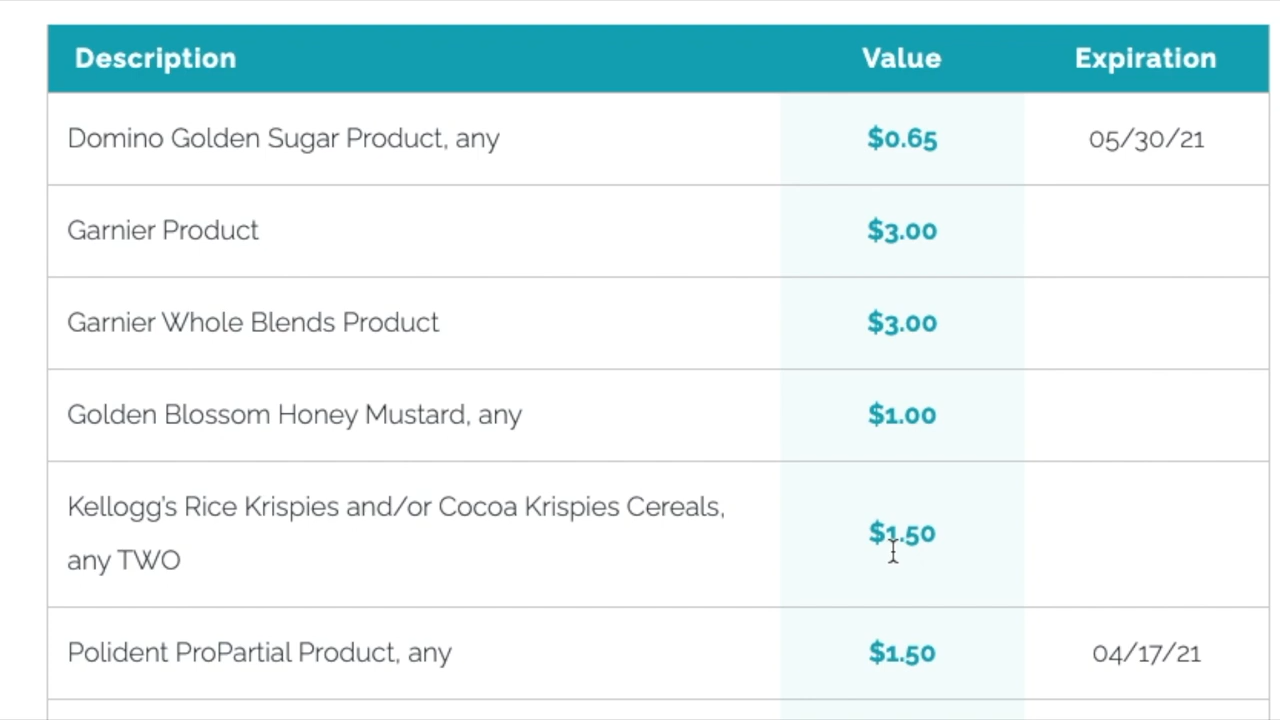 Description Value Expiration
Domino Golden Sugar Product, any $0.65 05/30/21
Garnier Product $3.00
Garnier Whole Blends Product $3.00
Golden Blossom Honey Mustard, any $1.00
Kellogg's Rice Krispies and/or Cocoa Krispies Cereals,
any TWO $1.50
Polident ProPartial Product, any $1.50 04/17/21